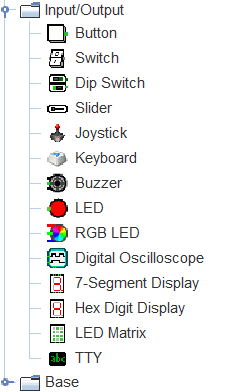 Input/Output
Button
Switch
Dip Switch
Slider
Joystick
Keyboard
Buzzer
LED
RGB LED
Digital Oscilloscope
7-Segment Display
Hex Digit Display
LED Matrix
abc TTY
Base